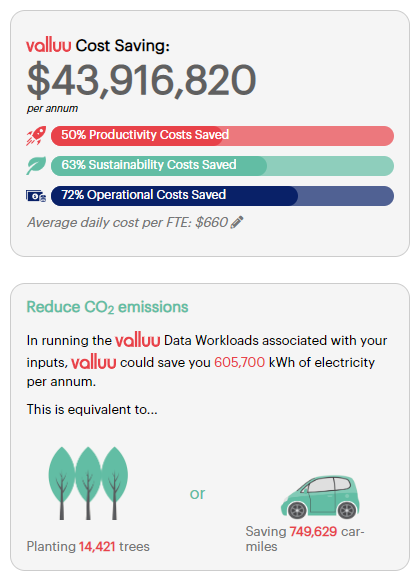 valluu Cost Saving:
$43,916,820
per annum
50% Productivity Costs Saved
63% Sustainability Costs Saved
72% Operational Costs Saved
Average daily cost per FTE: $660
Reduce CO₂ emissions
In running the valluu Data Workloads associated with your
inputs, valluu could save you 605,700 kWh of electricity
per annum.
This is equivalent to...
or
Planting 14,421 trees
Saving 749,629 car-
miles